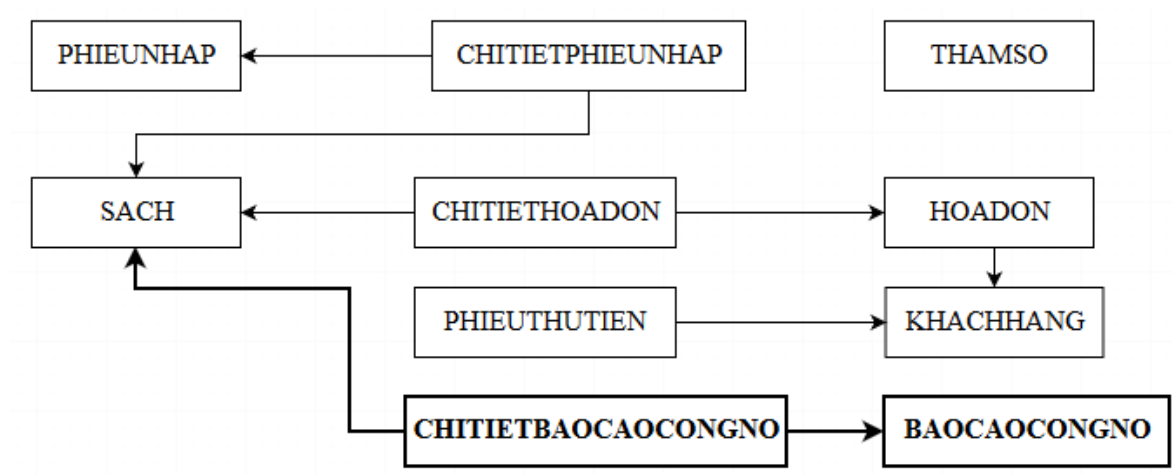 PHIEUNHAP
CHITIETPHIEUNHAP
THAMSO
SACH
CHITIETHOADON
HOADON
PHIEUTHUTIEN
KHACHHANG
CHITIETBAOCAOCONGNO
BAOCAOCONGNO